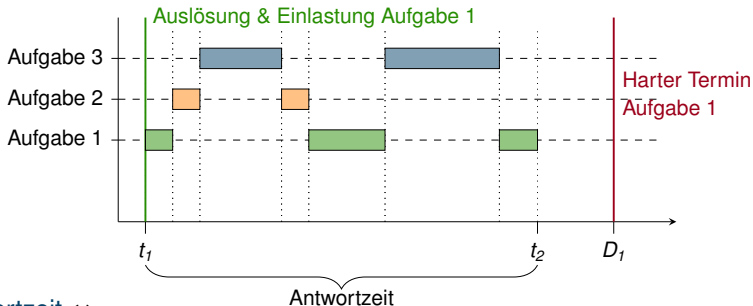 Auslösung & Einlastung Aufgabe 1
Aufgabe 3
Aufgabe 2
Aufgabe 1
Harter Termin
Aufgabe 1
t1
t2
D1
Antwortzeit